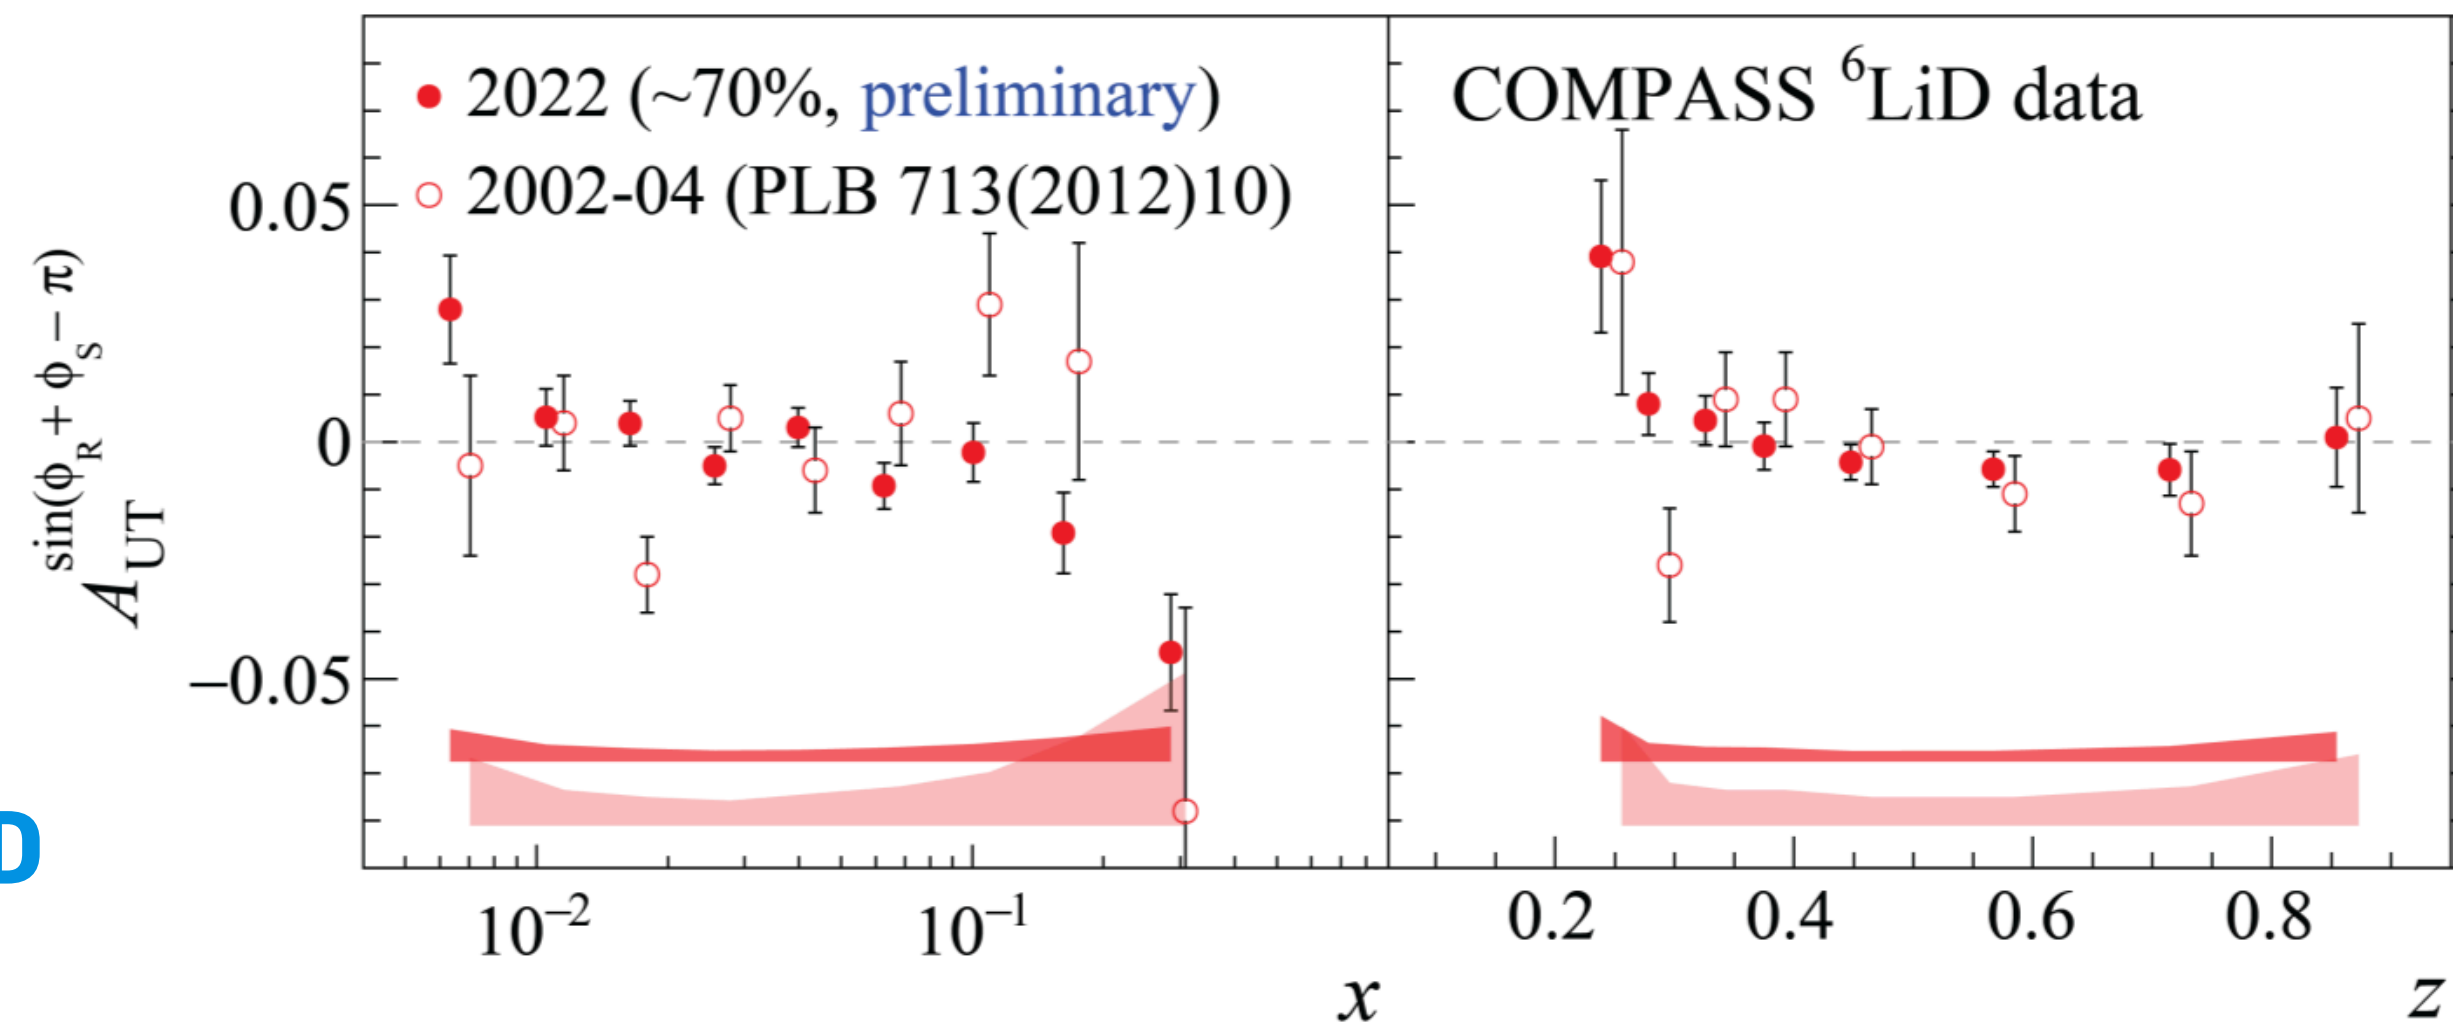 2022 (~70%, preliminary)
2002-04 (PLB 713(2012)10)
COMPASS ⁶LiD data
A_UT^sin(ϕ_R + ϕ_S − π)
0.05
0
−0.05
10⁻²
10⁻¹
x
0.2
0.4
0.6
0.8
z
D